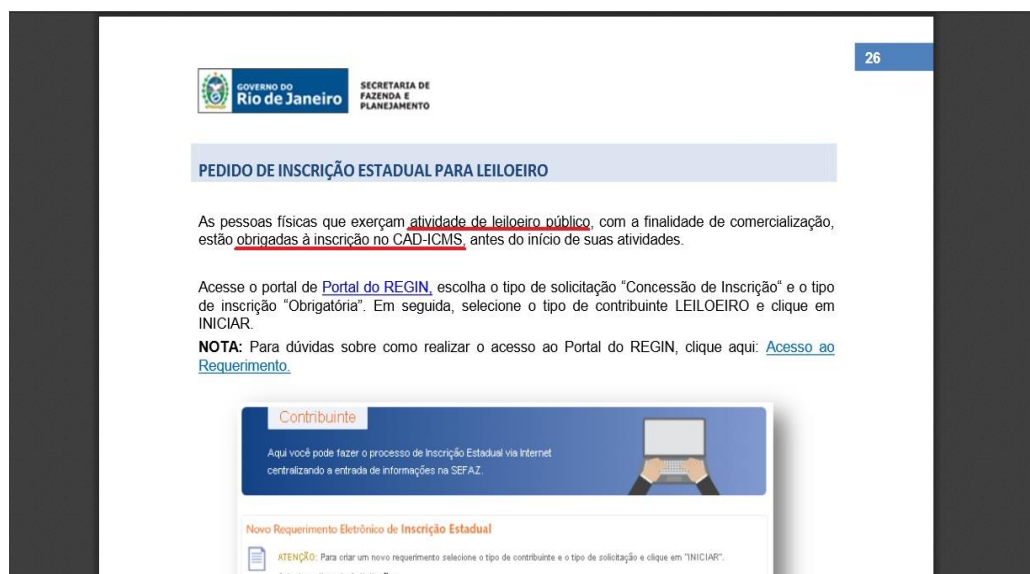 26
GOVERNO DO
Rio de Janeiro
SECRETARIA DE
FAZENDA E
PLANEJAMENTO
PEDIDO DE INSCRIÇÃO ESTADUAL PARA LEILOEIRO
As pessoas físicas que exerçam atividade de leiloeiro público, com a finalidade de comercialização,
estão obrigadas à inscrição no CAD-ICMS, antes do início de suas atividades.
Acesse o portal de Portal do REGIN, escolha o tipo de solicitação “Concessão de Inscrição“ e o tipo
de inscrição “Obrigatória”. Em seguida, selecione o tipo de contribuinte LEILOEIRO e clique em
INICIAR.
NOTA: Para dúvidas sobre como realizar o acesso ao Portal do REGIN, clique aqui: Acesso ao
Requerimento.
Contribuinte
Aqui você pode fazer o processo de Inscrição Estadual via Internet
centralizando a entrada de informações na SEFAZ.
Novo Requerimento Eletrônico de Inscrição Estadual
ATENÇÃO: Para criar um novo requerimento selecione o tipo de contribuinte e o tipo de solicitação e clique em "INICIAR".